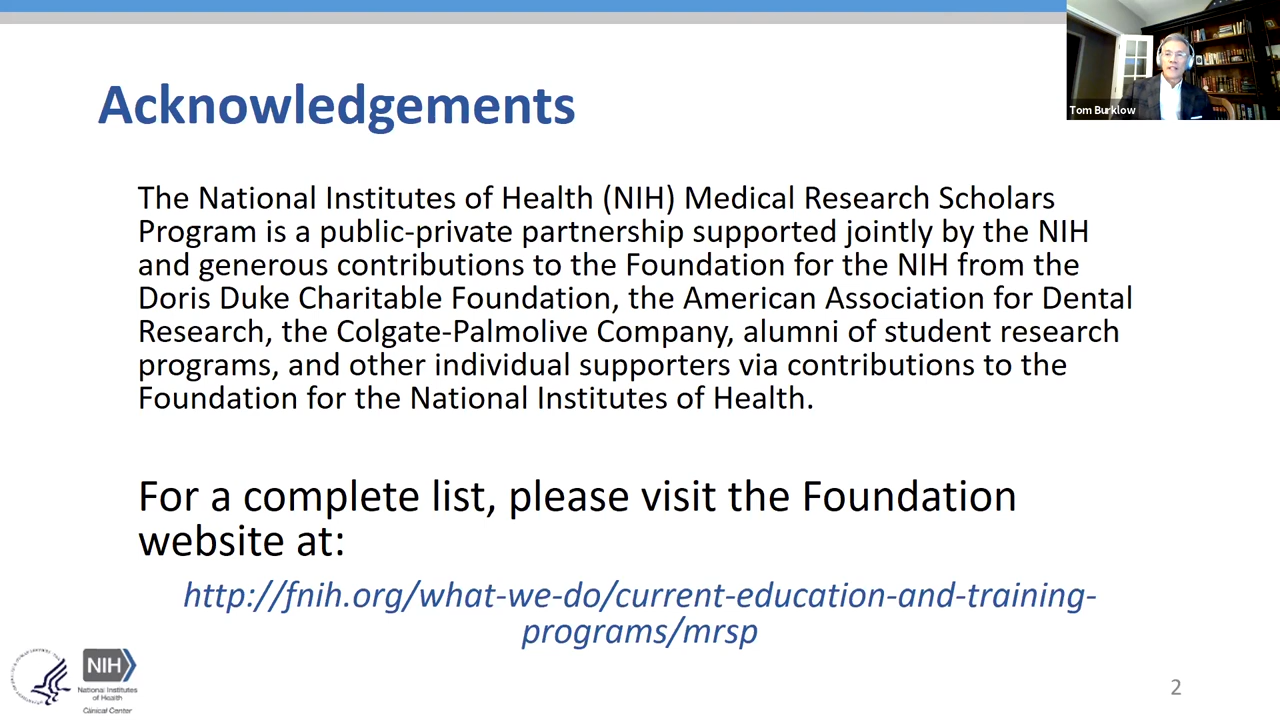 Acknowledgements
Tom Burklow
The National Institutes of Health (NIH) Medical Research Scholars
Program is a public-private partnership supported jointly by the NIH
and generous contributions to the Foundation for the NIH from the
Doris Duke Charitable Foundation, the American Association for Dental
Research, the Colgate-Palmolive Company, alumni of student research
programs, and other individual supporters via contributions to the
Foundation for the National Institutes of Health.
For a complete list, please visit the Foundation
website at:
http://fnih.org/what-we-do/current-education-and-training-
programs/mrsp
NIH
National Institutes
of Health
Clinical Center
2